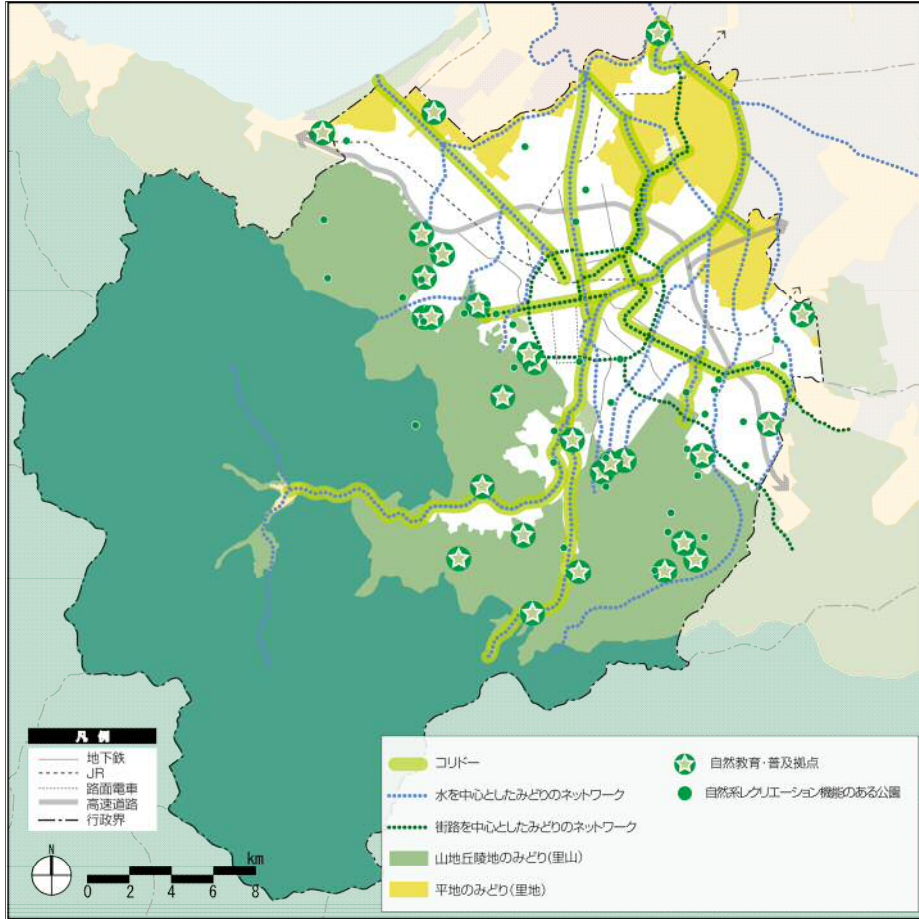 凡例
地下鉄
JR
路面電車
高速道路
行政界
N
km
0 2 4 6 8
コリドー
水を中心としたみどりのネットワーク
街路を中心としたみどりのネットワーク
山地丘陵地のみどり(里山)
平地のみどり(里地)
自然教育・普及拠点
自然系レクリエーション機能のある公園